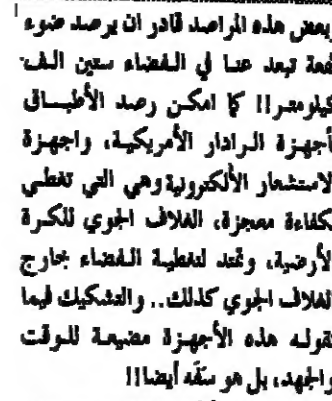 وبعض هذه المراصد قادر ان يرصد ضوء
شمعة تبعد عنا في الفضاء ستين الف
كيلومتر!! كما امكن رصد الأطباق
اجهزة الرادار الأمريكية، واجهزة
الاستشعار الألكترونية وهي التي تغطي
بكفاءة معجزة، الغلاف الجوي للكرة
الأرضية، وتمتد لتغطية الفضاء بخارج
الغلاف الجوي كذلك.. والتشكيك فيما
تقوله هذه الأجهزة مضيعة للوقت
والجهد، بل هو سَفَه أيضا!!